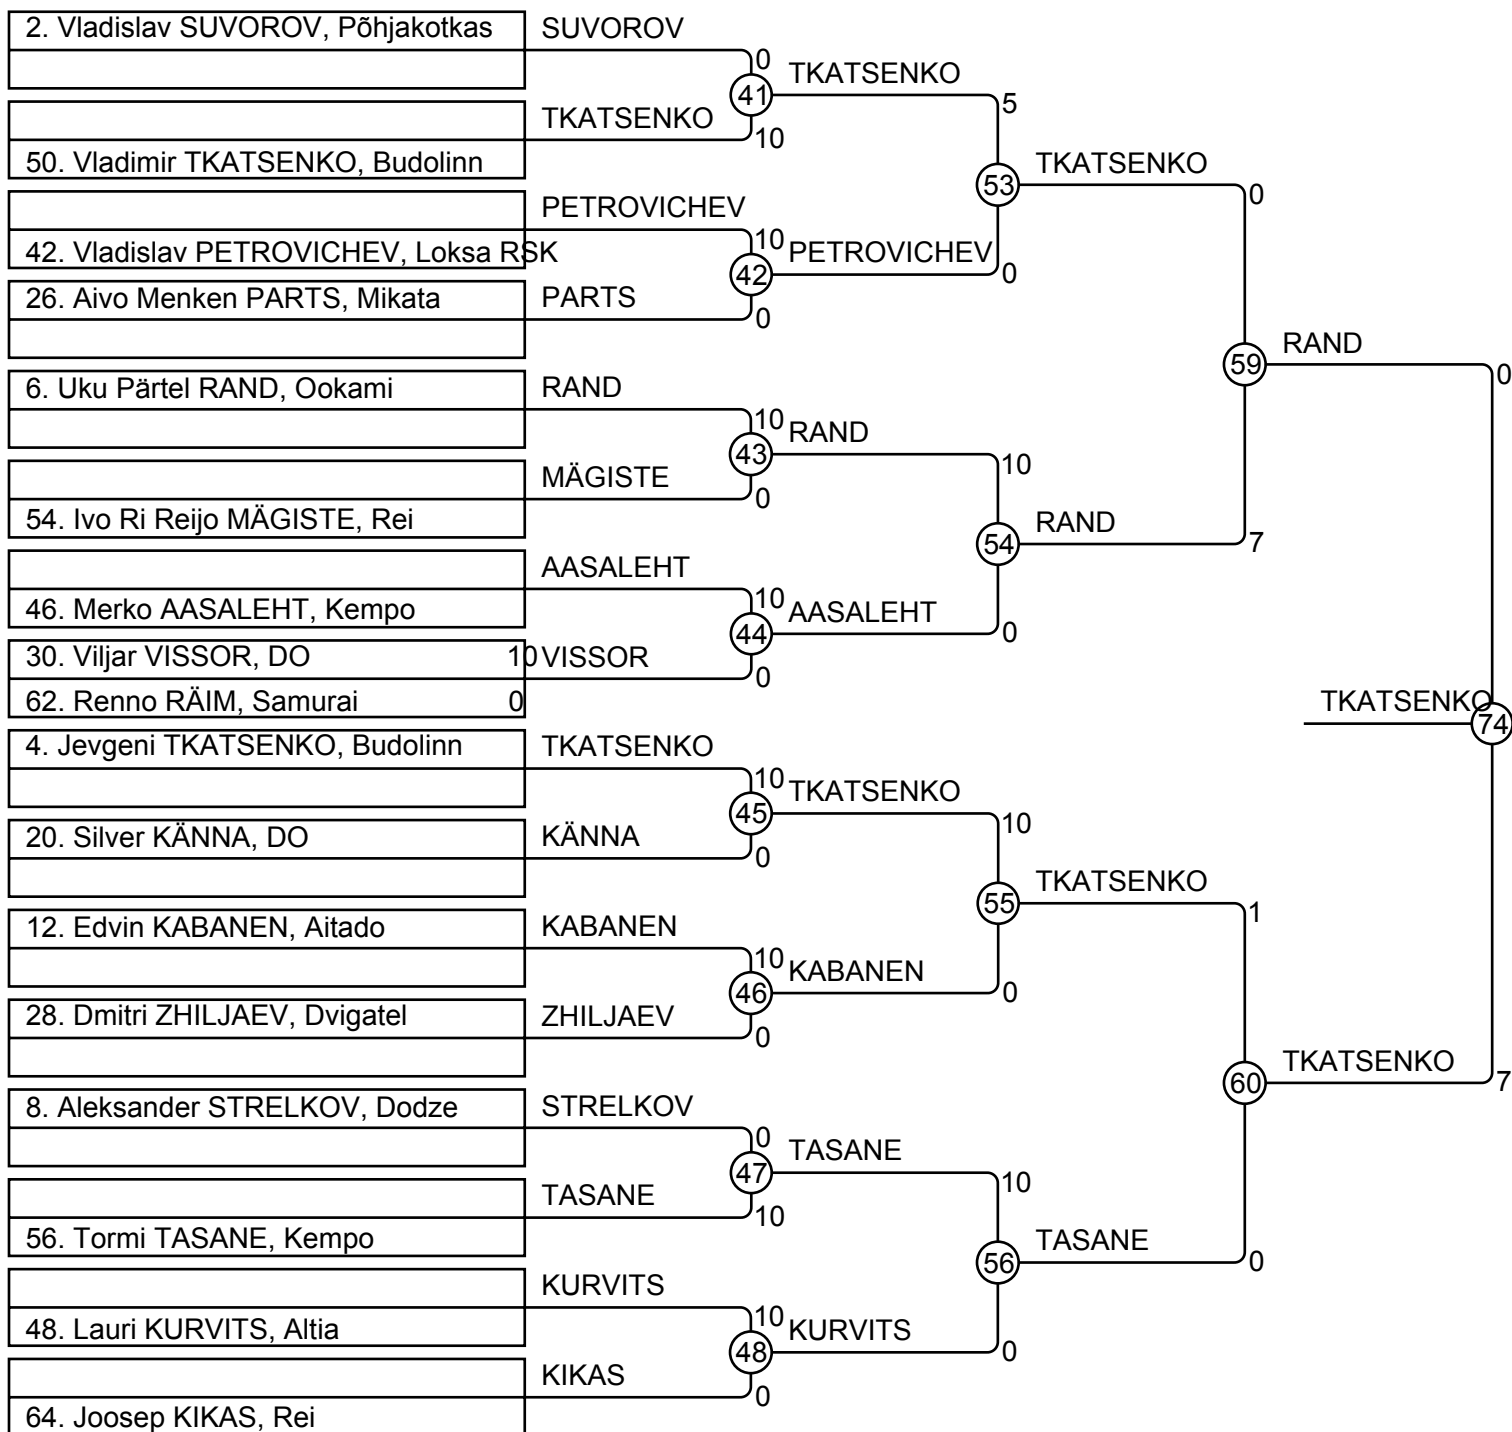 2. Vladislav SUVOROV, Põhjakotkas
SUVOROV
0
41
TKATSENKO
5
TKATSENKO
10
50. Vladimir TKATSENKO, Budolinn
53
TKATSENKO
0
PETROVICHEV
10
42. Vladislav PETROVICHEV, Loksa RSK
42
PETROVICHEV
0
26. Aivo Menken PARTS, Mikata
PARTS
0
59
RAND
0
6. Uku Pärtel RAND, Ookami
RAND
10
43
RAND
10
MÄGISTE
0
54. Ivo Ri Reijo MÄGISTE, Rei
54
RAND
7
AASALEHT
10
46. Merko AASALEHT, Kempo
44
AASALEHT
0
30. Viljar VISSOR, DO 10
VISSOR
0
62. Renno RÄIM, Samurai 0
TKATSENKO
74
4. Jevgeni TKATSENKO, Budolinn
TKATSENKO
10
45
TKATSENKO
10
20. Silver KÄNNA, DO
KÄNNA
0
55
TKATSENKO
1
12. Edvin KABANEN, Aitado
KABANEN
10
46
KABANEN
0
28. Dmitri ZHILJAEV, Dvigatel
ZHILJAEV
0
60
TKATSENKO
7
8. Aleksander STRELKOV, Dodze
STRELKOV
0
47
TASANE
10
TASANE
10
56. Tormi TASANE, Kempo
56
TASANE
0
KURVITS
10
48. Lauri KURVITS, Altia
48
KURVITS
0
KIKAS
0
64. Joosep KIKAS, Rei